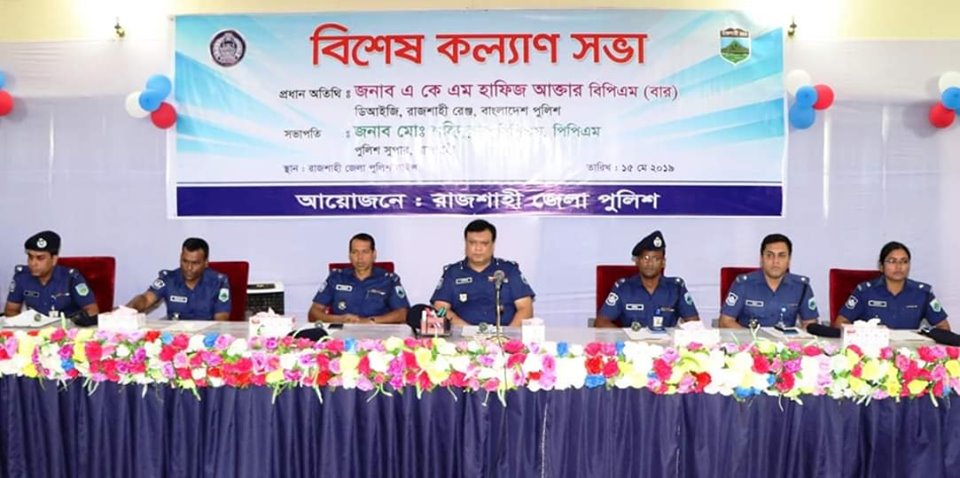 বিশেষ কল্যাণ সভা
প্রধান অতিথি : জনাব এ কে এম হাফিজ আক্তার বিপিএম (বার)
ডিআইজি, রাজশাহী রেঞ্জ, বাংলাদেশ পুলিশ
সভাপতি : জনাব মোঃ পিপিএম
পুলিশ সুপার,
স্থান : রাজশাহী জেলা পুলিশ লাইন্স
তারিখ : ১৫ মে ২০১৯
আয়োজনে : রাজশাহী জেলা পুলিশ